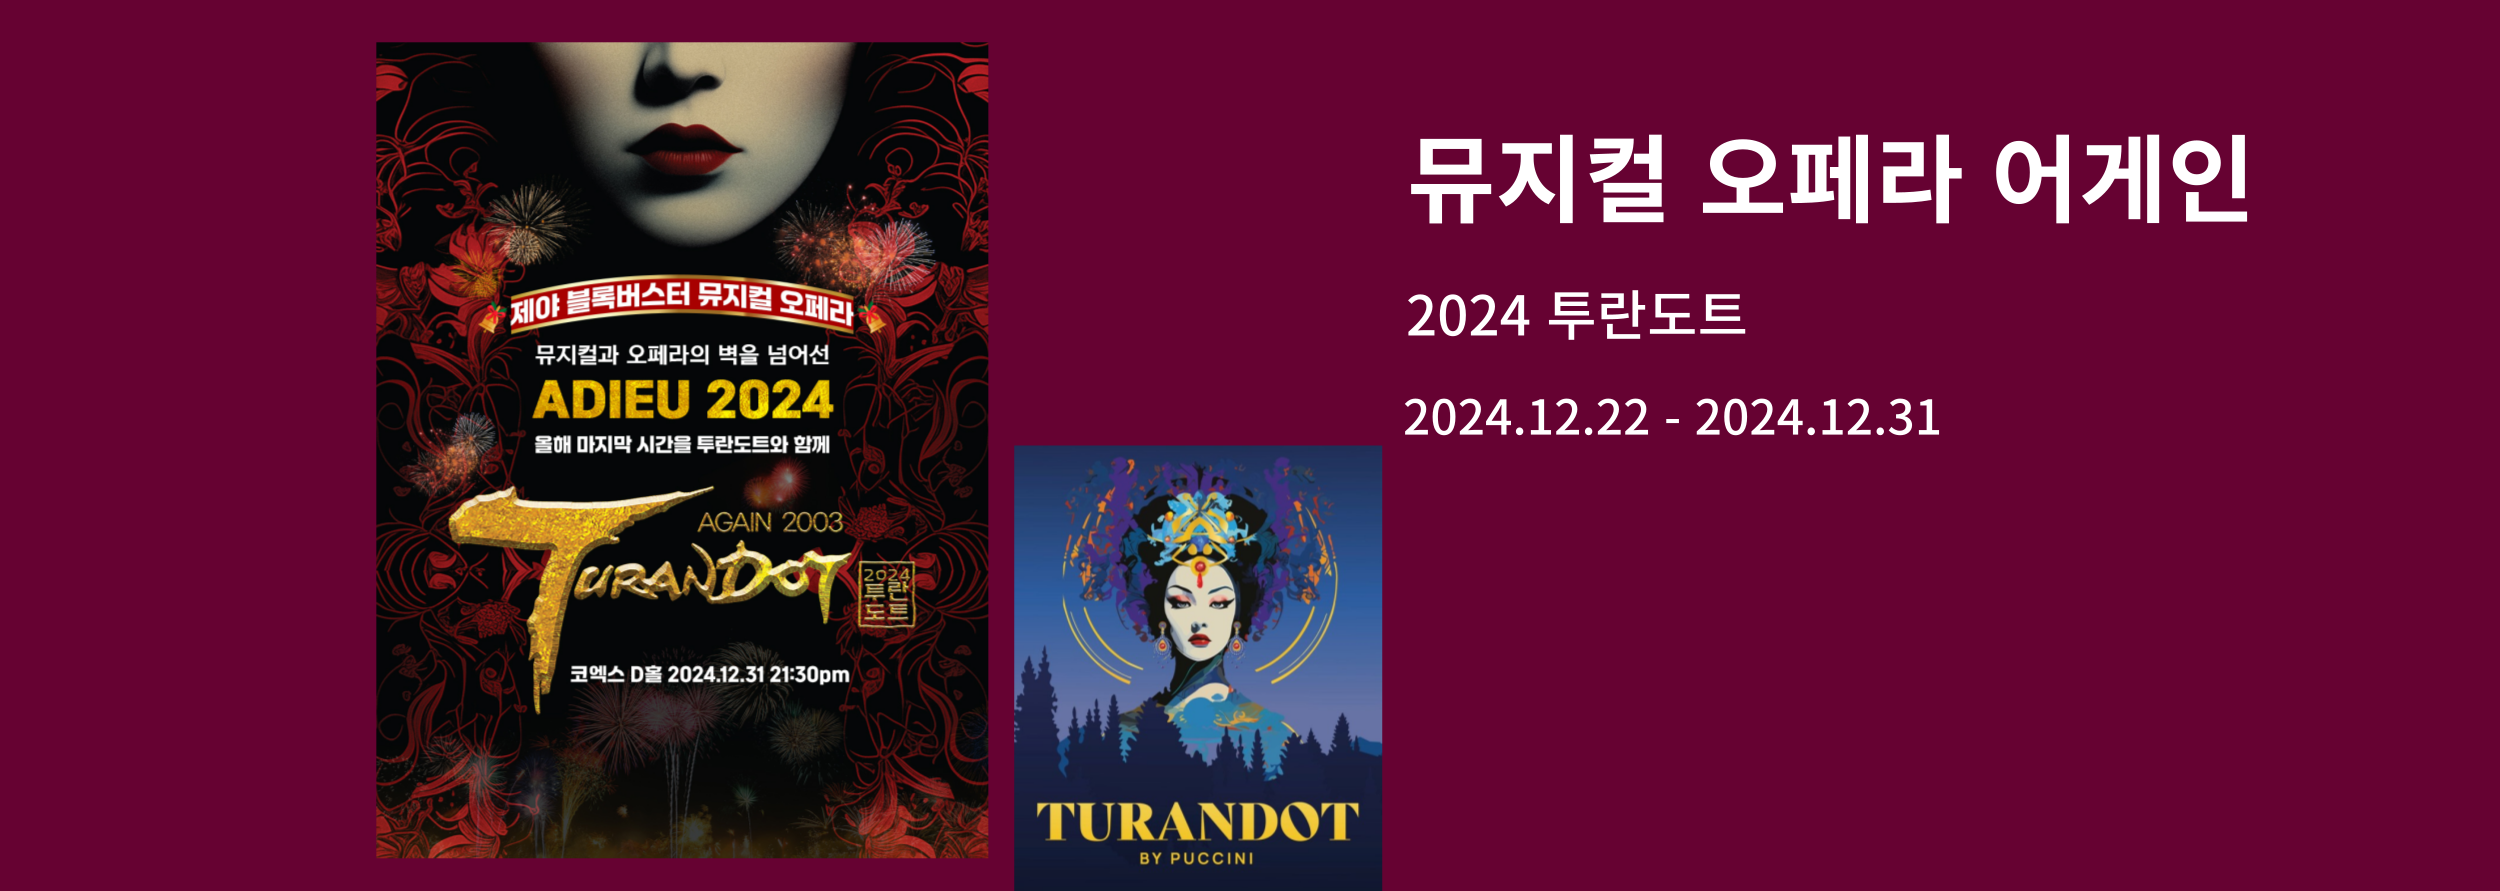 제야 블록버스터 뮤지컬 오페라
뮤지컬과 오페라의 벽을 넘어선
ADIEU 2024
올해 마지막 시간을 투란도트와 함께
AGAIN 2003
TURANDOT
2024
투란
도트
코엑스 D홀 2024.12.31 21:30pm
TURANDOT
BY PUCCINI
뮤지컬 오페라 어게인
2024 투란도트
2024.12.22 - 2024.12.31